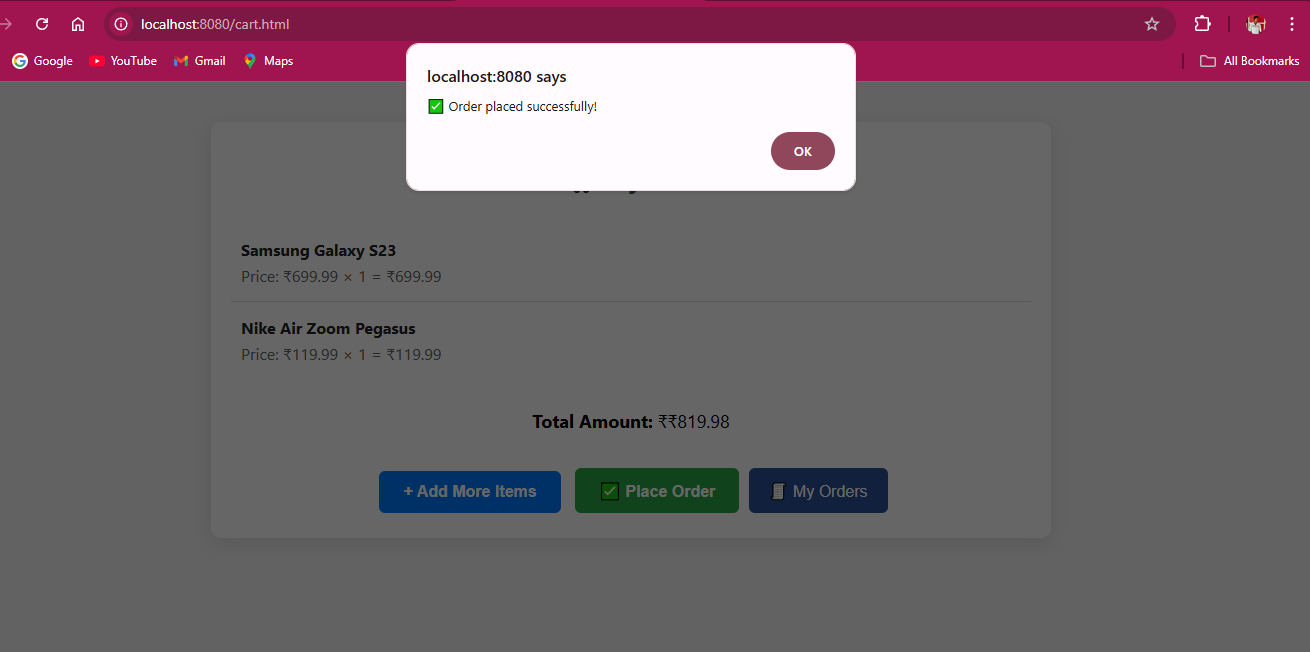 localhost:8080/cart.html
Google YouTube Gmail Maps All Bookmarks
localhost:8080 says
✅ Order placed successfully!
OK
Samsung Galaxy S23
Price: ₹699.99 × 1 = ₹699.99
Nike Air Zoom Pegasus
Price: ₹119.99 × 1 = ₹119.99
Total Amount: ₹₹819.98
+ Add More Items ✅ Place Order 🧾 My Orders